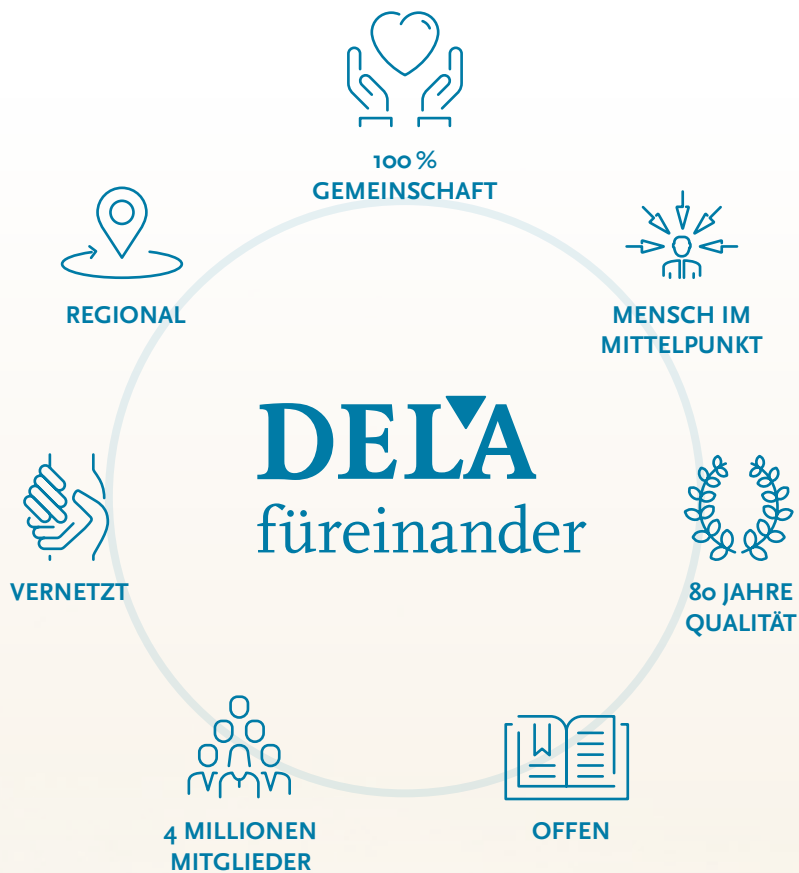 100 %
GEMEINSCHAFT
REGIONAL
MENSCH IM
MITTELPUNKT
DELA
füreinander
VERNETZT
80 JAHRE
QUALITÄT
4 MILLIONEN
MITGLIEDER
OFFEN